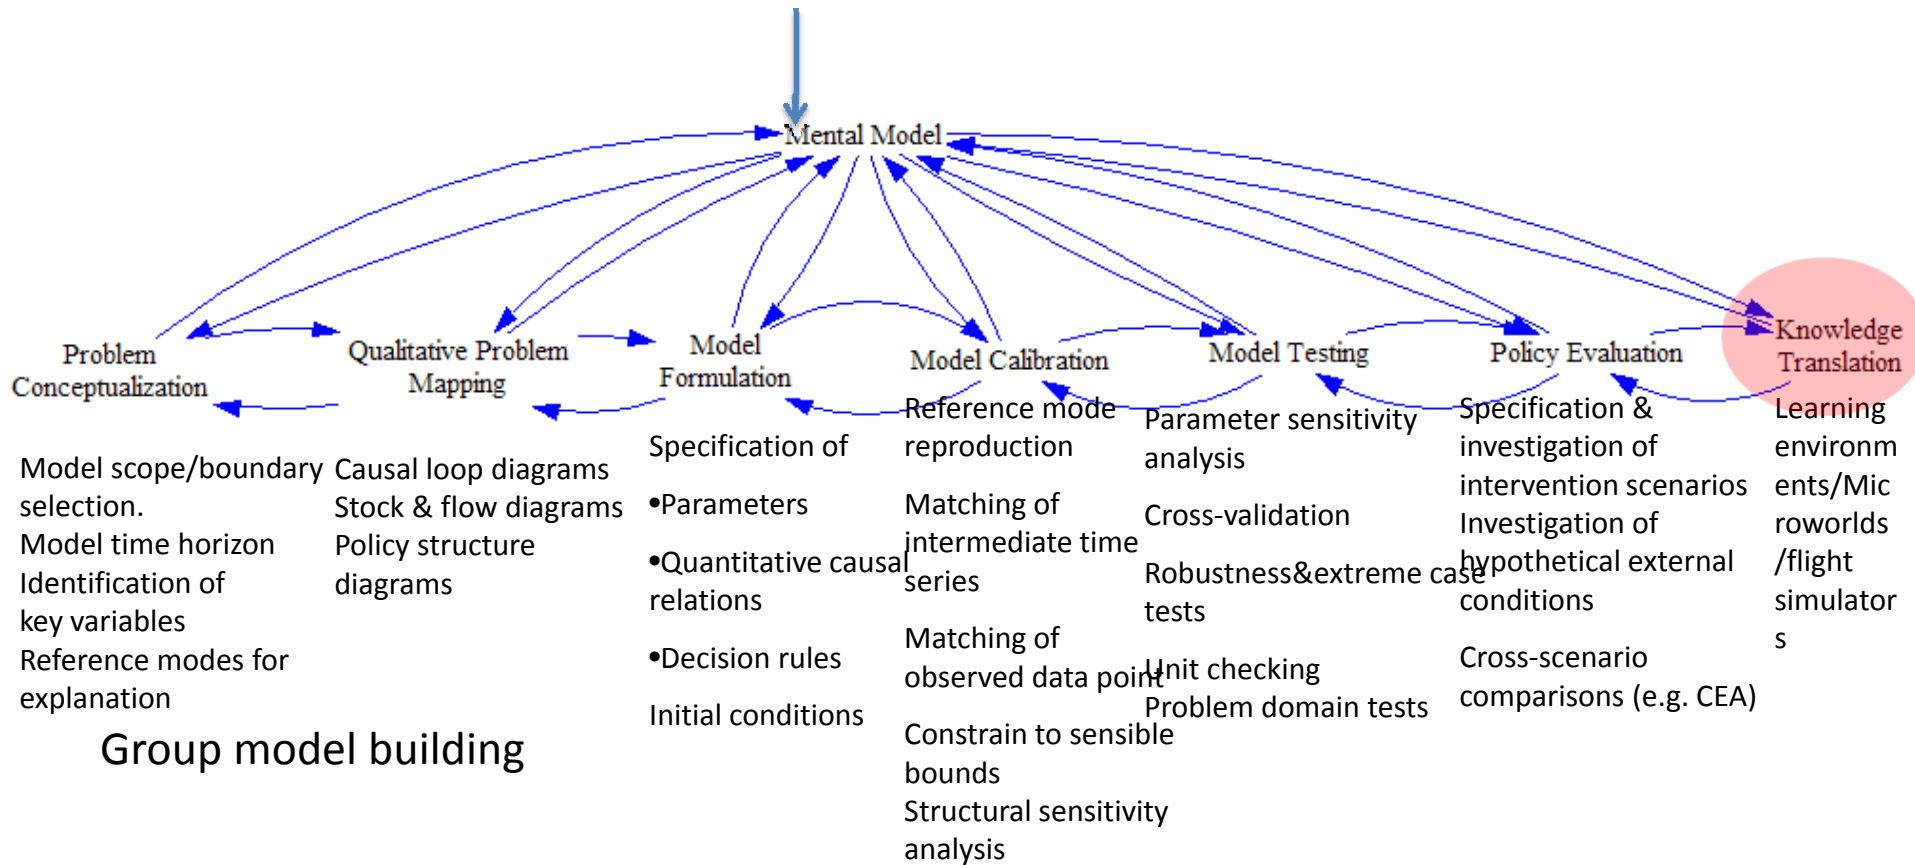 Mental Model
Problem
Conceptualization
Qualitative Problem
Mapping
Model
Formulation
Model Calibration
Model Testing
Policy Evaluation
Knowledge
Translation
Model scope/boundary
selection.
Model time horizon
Identification of
key variables
Reference modes for
explanation
Causal loop diagrams
Stock & flow diagrams
Policy structure
diagrams
Specification of
•Parameters
•Quantitative causal
relations
•Decision rules
Initial conditions
Reference mode
reproduction
Matching of
intermediate time
series
Matching of
observed data point
Constrain to sensible
bounds
Structural sensitivity
analysis
Parameter sensitivity
analysis
Cross-validation
Robustness&extreme case
tests
Unit checking
Problem domain tests
Specification &
investigation of
intervention scenarios
Investigation of
hypothetical external
conditions
Cross-scenario
comparisons (e.g. CEA)
Learning
environm
ents/Mic
roworlds
/flight
simulator
s
Group model building